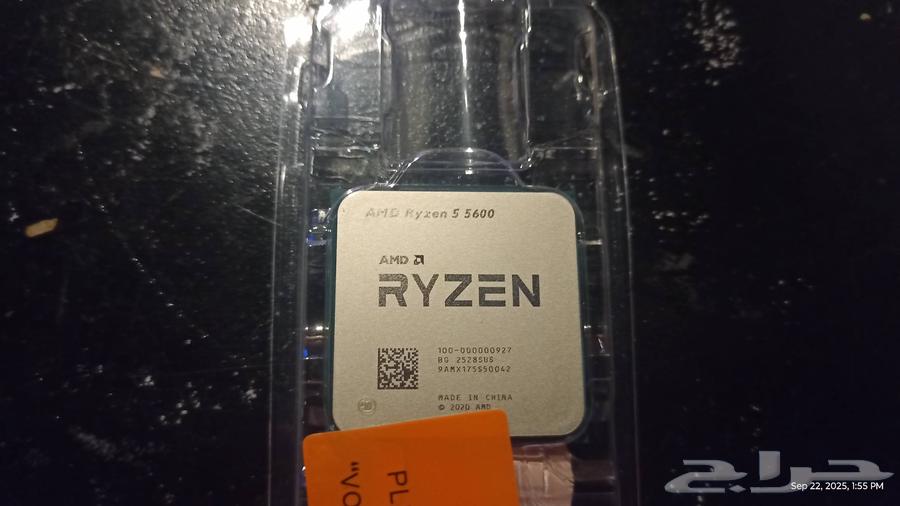 AMD Ryzen 5 5600
AMD
RYZEN
100-000000927
BG 2528SUS
9AMX175S50042
MADE IN CHINA
© 2020 AMD
PL
"VO
حراج
Sep 22, 2025, 1:55 PM